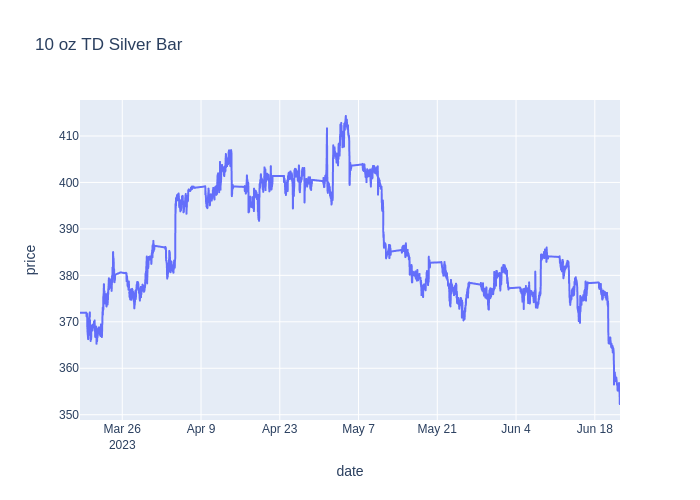 10 oz TD Silver Bar
410
400
390
380
370
360
350
price
Mar 26
2023
Apr 9
Apr 23
May 7
May 21
Jun 4
Jun 18
date